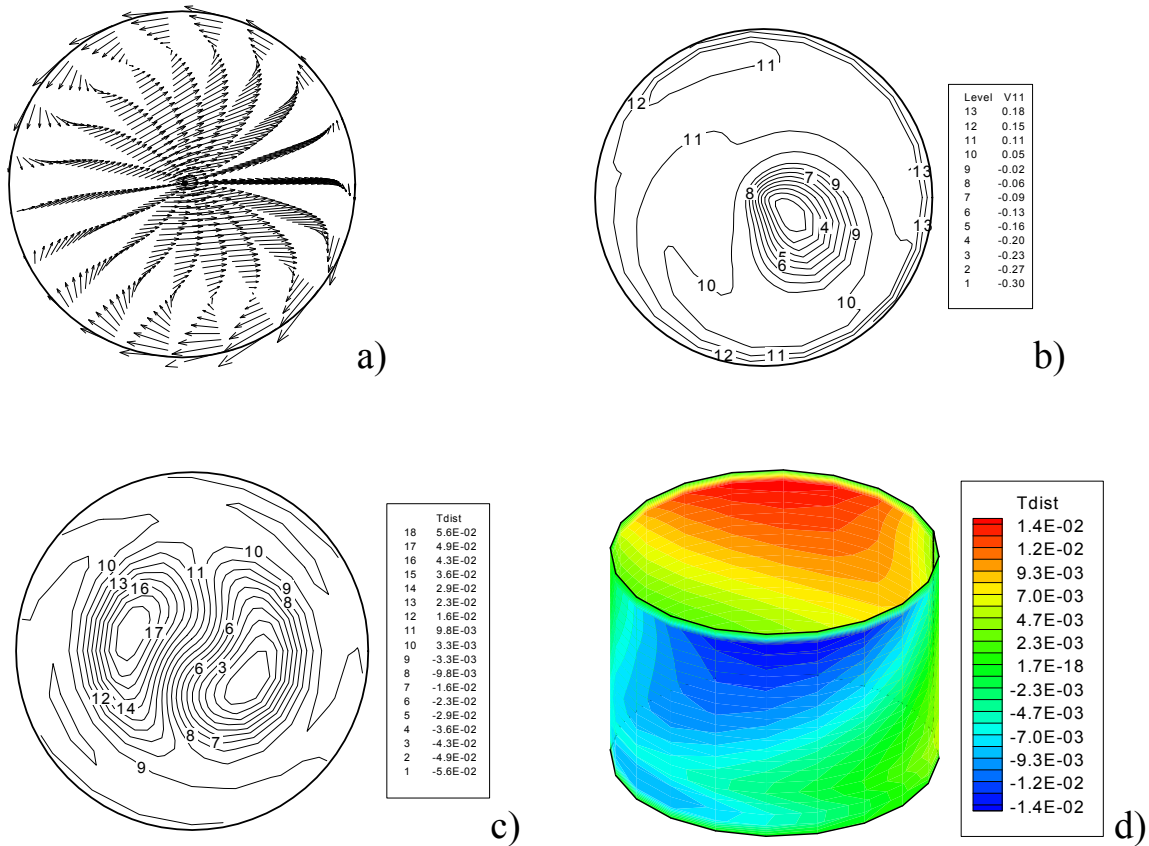 a)
11
12
11
7
9
8
13
4
9
13
5
6
10
10
12
11
Level V11
13 0.18
12 0.15
11 0.11
10 0.05
9 -0.02
8 -0.06
7 -0.09
6 -0.13
5 -0.16
4 -0.20
3 -0.23
2 -0.27
1 -0.30
b)
10
10
11
13
16
9
8
17
6
6
3
12
14
8
7
9
Tdist
18 5.6E-02
17 4.9E-02
16 4.3E-02
15 3.6E-02
14 2.9E-02
13 2.3E-02
12 1.6E-02
11 9.8E-03
10 3.3E-03
9 -3.3E-03
8 -9.8E-03
7 -1.6E-02
6 -2.3E-02
5 -2.9E-02
4 -3.6E-02
3 -4.3E-02
2 -4.9E-02
1 -5.6E-02
c)
Tdist
1.4E-02
1.2E-02
9.3E-03
7.0E-03
4.7E-03
2.3E-03
1.7E-18
-2.3E-03
-4.7E-03
-7.0E-03
-9.3E-03
-1.2E-02
-1.4E-02
d)